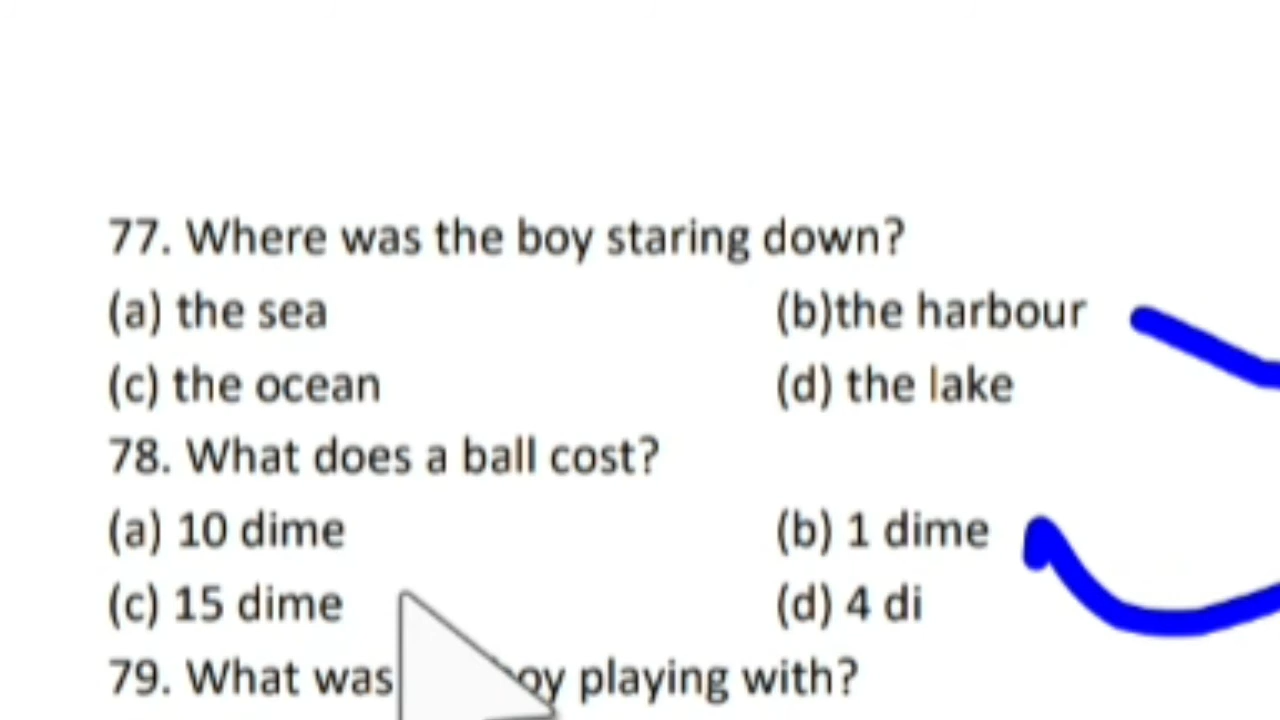 77. Where was the boy staring down?
(a) the sea (b)the harbour
(c) the ocean (d) the lake
78. What does a ball cost?
(a) 10 dime (b) 1 dime
(c) 15 dime (d) 4 di
79. What was playing with?